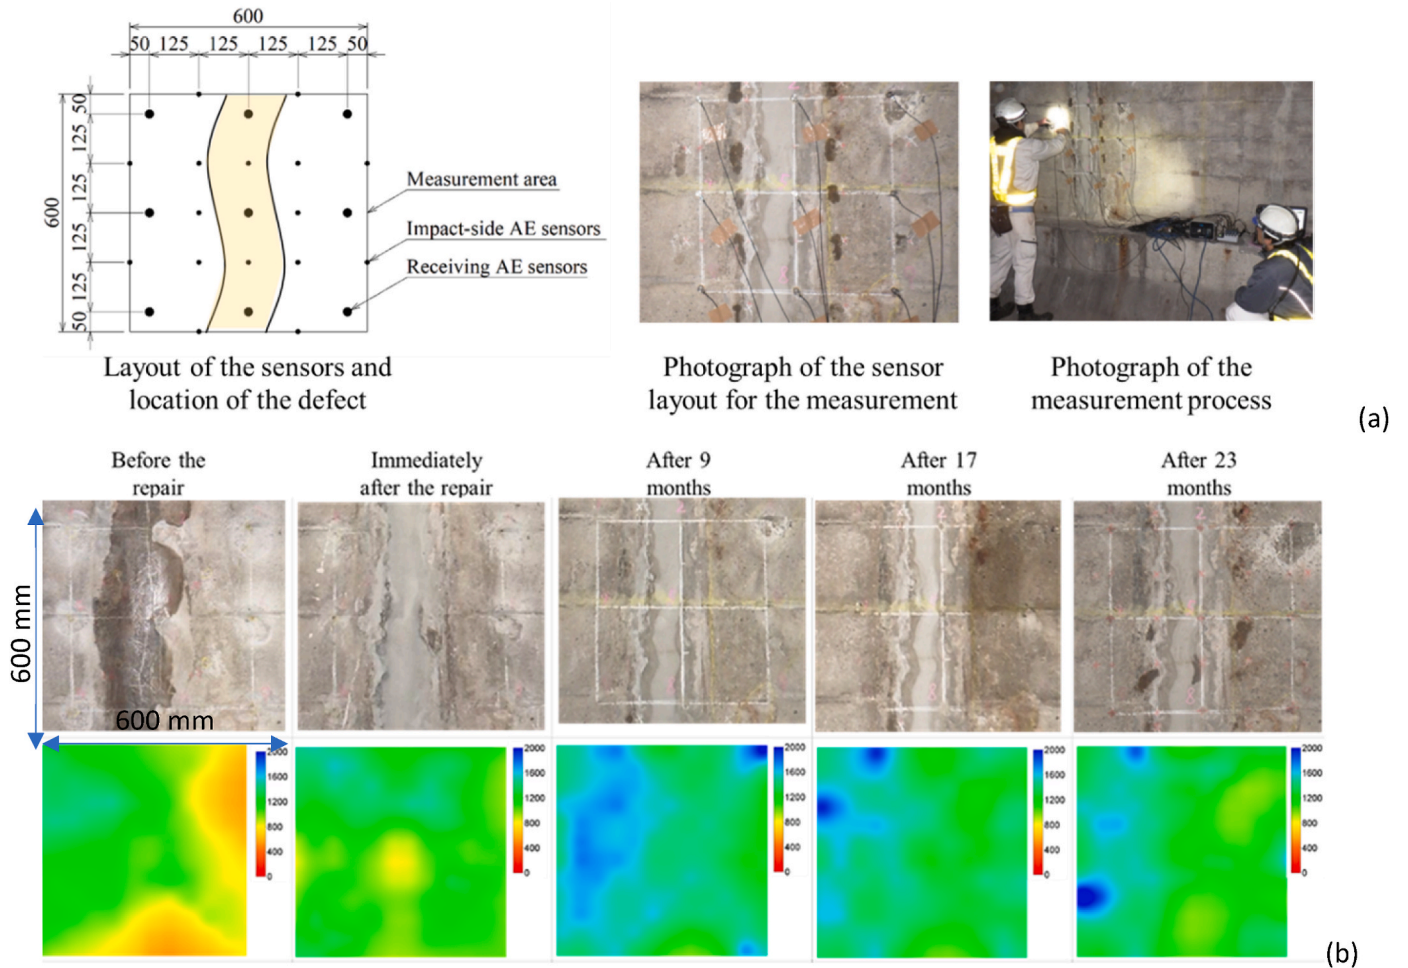 600
50 125 125 125 125 50
600
50
125
125
125
125
50
Measurement area
Impact-side AE sensors
Receiving AE sensors
Layout of the sensors and
location of the defect
Photograph of the sensor
layout for the measurement
Photograph of the
measurement process
(a)
Before the
repair
Immediately
after the repair
After 9
months
After 17
months
After 23
months
600 mm
600 mm
2000
1600
1200
800
400
0
2000
1600
1200
800
400
0
2000
1600
1200
800
400
0
2000
1600
1200
800
400
0
2000
1600
1200
800
400
0
(b)